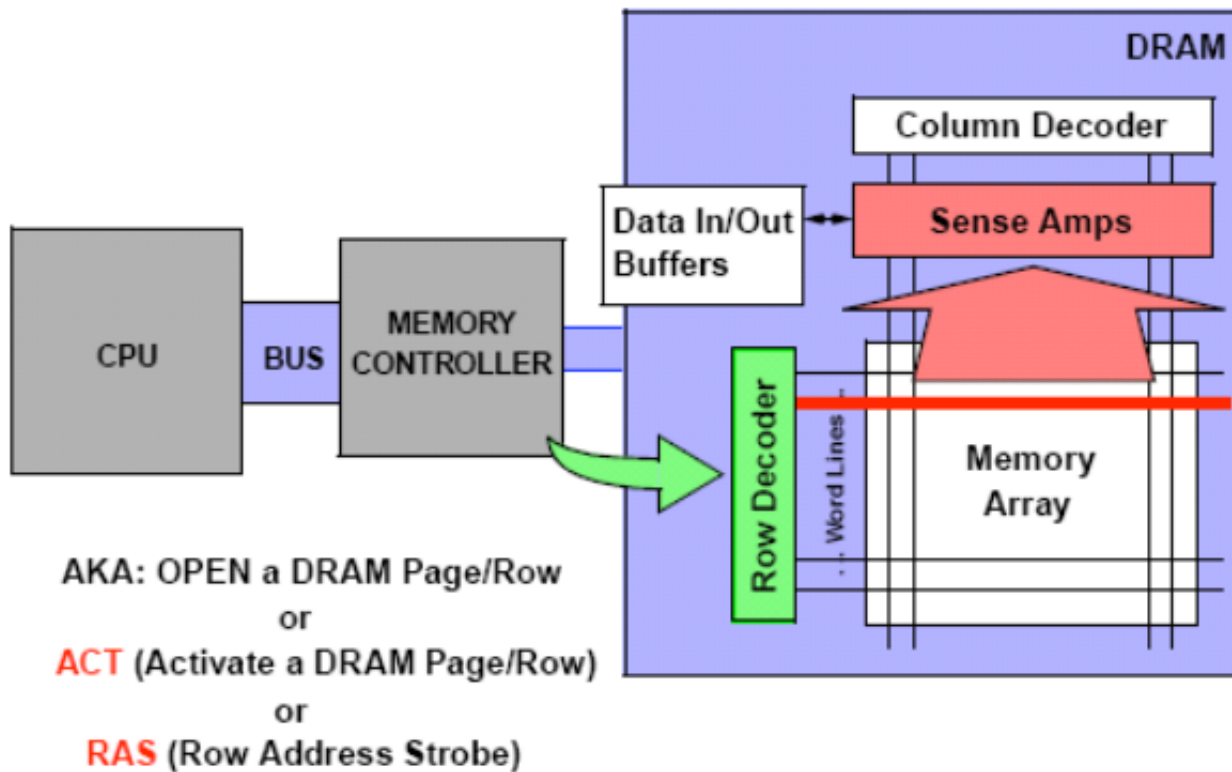 DRAM
Column Decoder
Data In/Out
Buffers
Sense Amps
CPU
BUS
MEMORY
CONTROLLER
Row Decoder
... Word Lines ...
Memory
Array
AKA: OPEN a DRAM Page/Row
or
ACT (Activate a DRAM Page/Row)
or
RAS (Row Address Strobe)